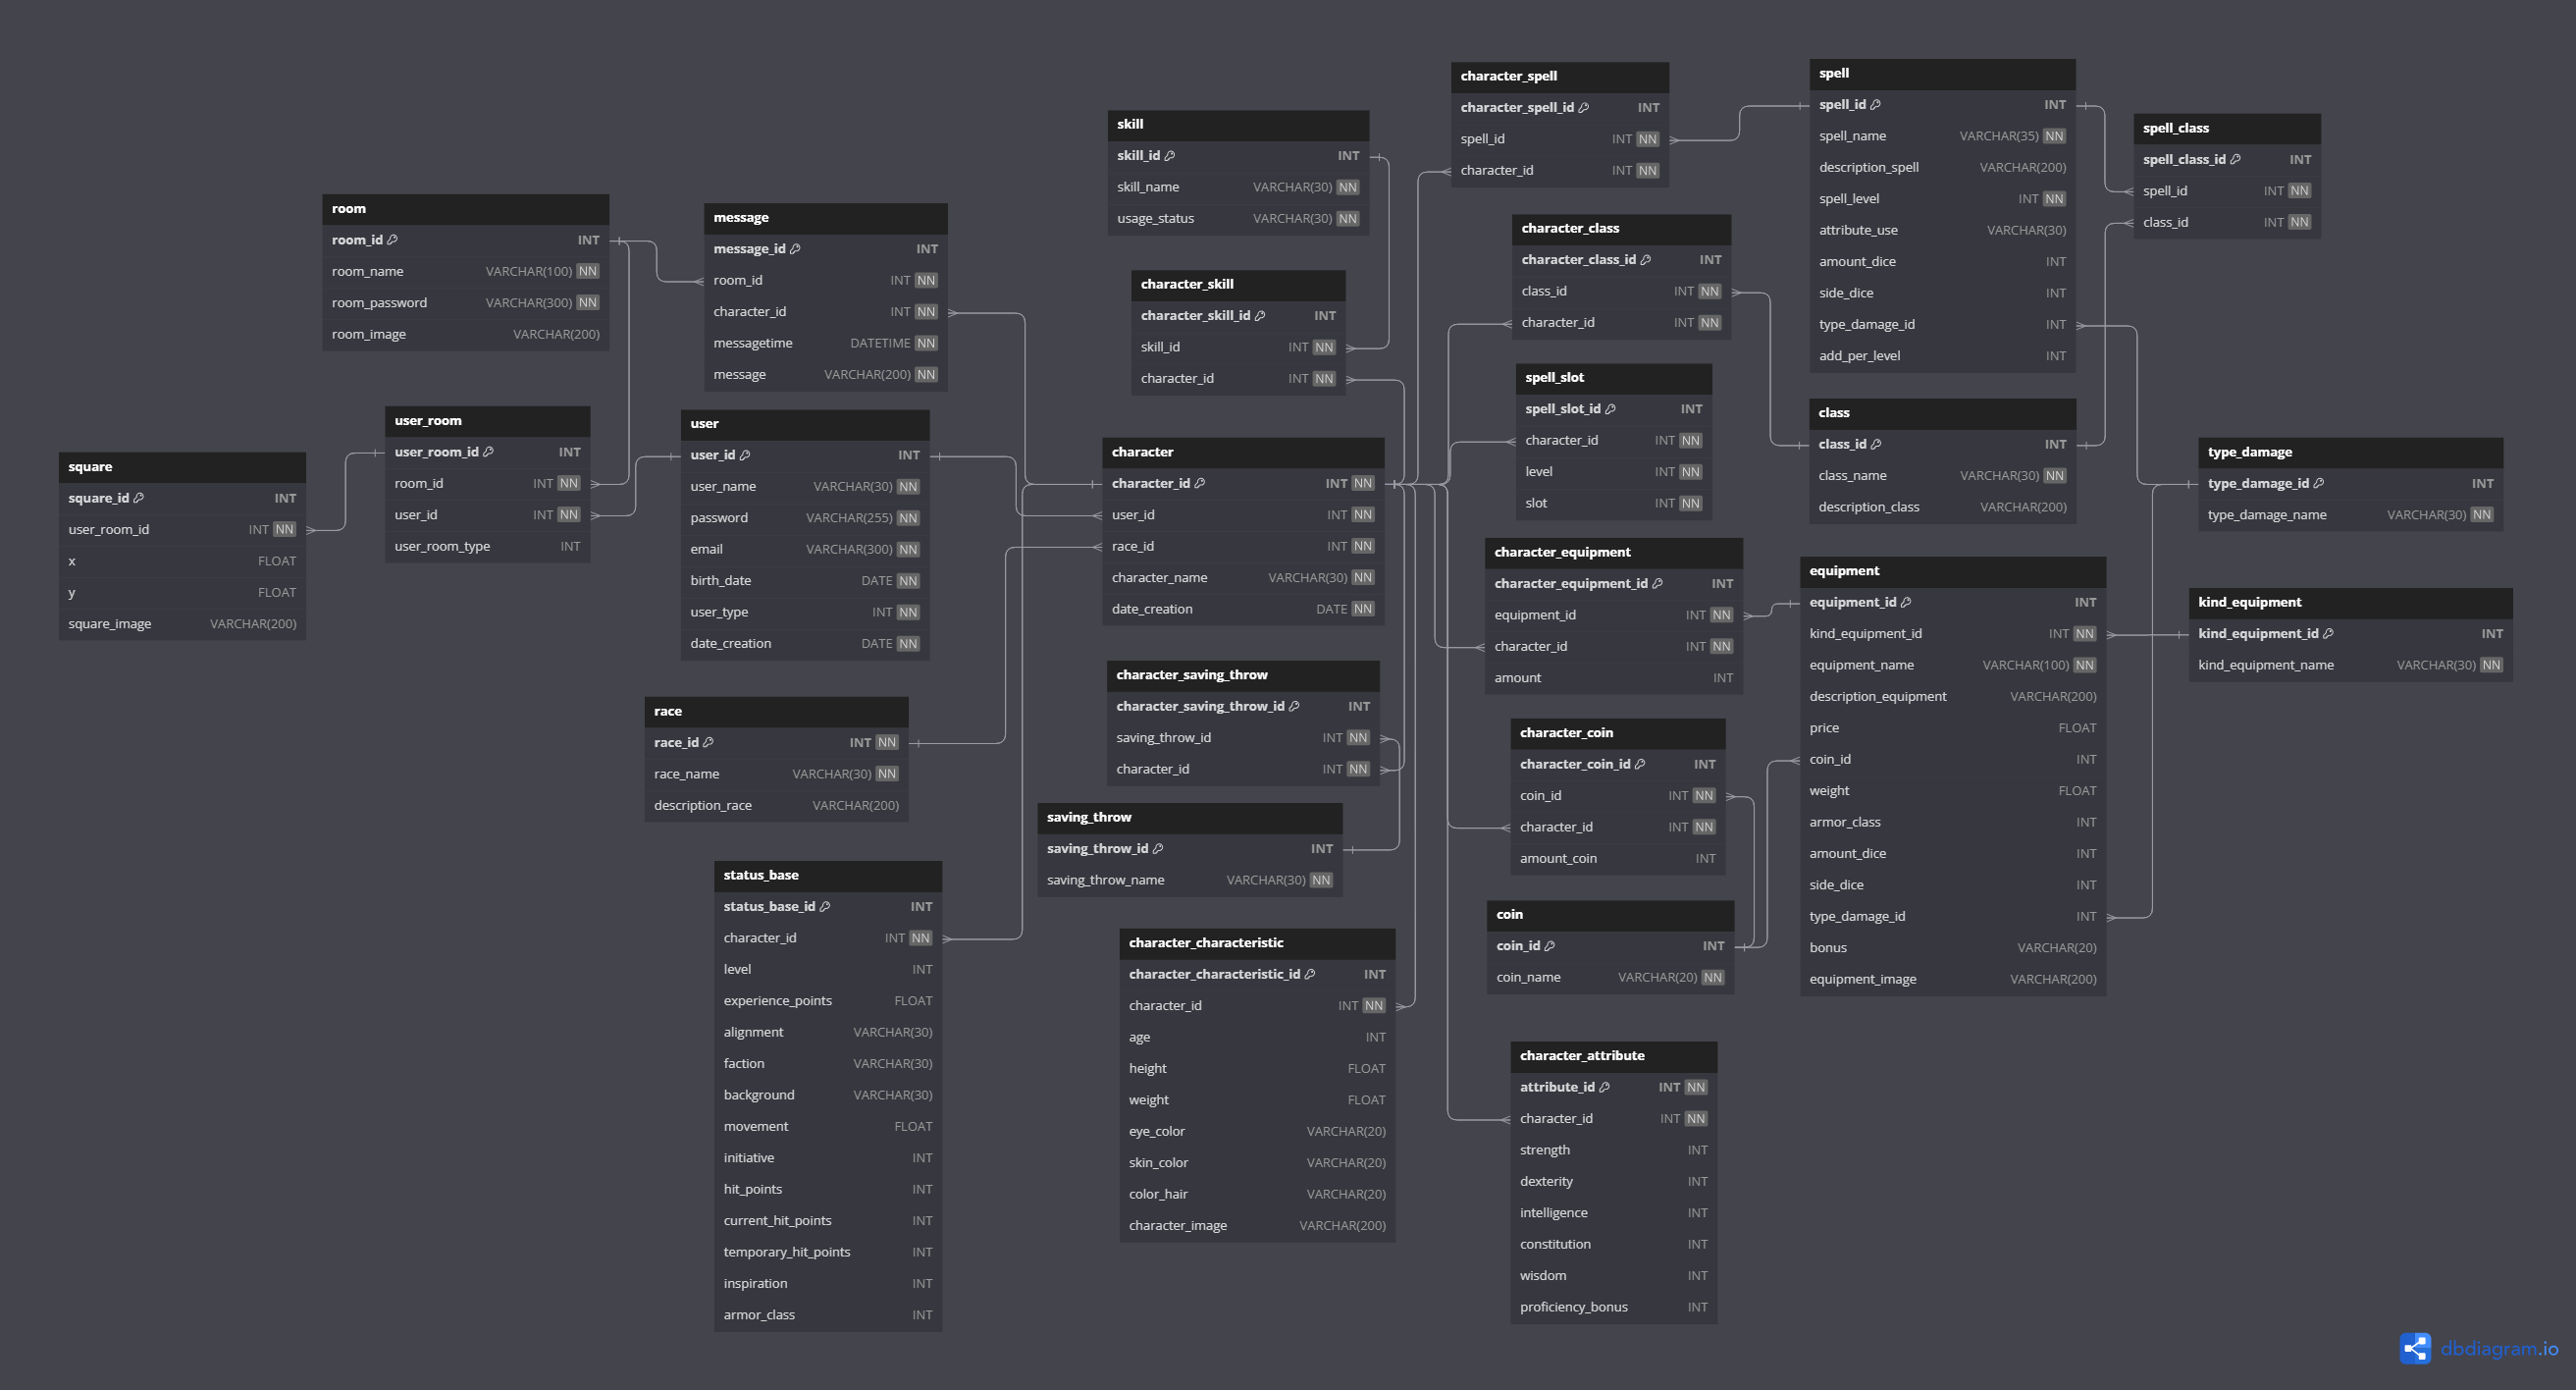 room
room_id INT
room_name VARCHAR(100) NN
room_password VARCHAR(300) NN
room_image VARCHAR(200)
message
message_id INT
room_id INT NN
character_id INT NN
messagetime DATETIME NN
message VARCHAR(200) NN
user_room
user_room_id INT
room_id INT NN
user_id INT NN
user_room_type INT
square
square_id INT
user_room_id INT NN
x FLOAT
y FLOAT
square_image VARCHAR(200)
user
user_id INT
user_name VARCHAR(30) NN
password VARCHAR(255) NN
email VARCHAR(300) NN
birth_date DATE NN
user_type INT NN
date_creation DATE NN
race
race_id INT NN
race_name VARCHAR(30) NN
description_race VARCHAR(200)
status_base
status_base_id INT
character_id INT NN
level INT
experience_points FLOAT
alignment VARCHAR(30)
faction VARCHAR(30)
background VARCHAR(30)
movement FLOAT
initiative INT
hit_points INT
current_hit_points INT
temporary_hit_points INT
inspiration INT
armor_class INT
skill
skill_id INT
skill_name VARCHAR(30) NN
usage_status VARCHAR(30) NN
character_skill
character_skill_id INT
skill_id INT NN
character_id INT NN
character
character_id INT NN
user_id INT NN
race_id INT NN
character_name VARCHAR(30) NN
date_creation DATE NN
character_saving_throw
character_saving_throw_id INT
saving_throw_id INT NN
character_id INT NN
saving_throw
saving_throw_id INT
saving_throw_name VARCHAR(30) NN
character_characteristic
character_characteristic_id INT
character_id INT NN
age INT
height FLOAT
weight FLOAT
eye_color VARCHAR(20)
skin_color VARCHAR(20)
color_hair VARCHAR(20)
character_image VARCHAR(200)
character_spell
character_spell_id INT
spell_id INT NN
character_id INT NN
character_class
character_class_id INT
class_id INT NN
character_id INT NN
spell_slot
spell_slot_id INT
character_id INT NN
level INT NN
slot INT NN
character_equipment
character_equipment_id INT
equipment_id INT NN
character_id INT NN
amount INT
character_coin
character_coin_id INT
coin_id INT NN
character_id INT NN
amount_coin INT
coin
coin_id INT
coin_name VARCHAR(20) NN
character_attribute
attribute_id INT NN
character_id INT NN
strength INT
dexterity INT
intelligence INT
constitution INT
wisdom INT
proficiency_bonus INT
spell
spell_id INT
spell_name VARCHAR(35) NN
description_spell VARCHAR(200)
spell_level INT NN
attribute_use VARCHAR(30)
amount_dice INT
side_dice INT
type_damage_id INT
add_per_level INT
class
class_id INT
class_name VARCHAR(30) NN
description_class VARCHAR(200)
equipment
equipment_id INT
kind_equipment_id INT NN
equipment_name VARCHAR(100) NN
description_equipment VARCHAR(200)
price FLOAT
coin_id INT
weight FLOAT
armor_class INT
amount_dice INT
side_dice INT
type_damage_id INT
bonus VARCHAR(20)
equipment_image VARCHAR(200)
spell_class
spell_class_id INT
spell_id INT NN
class_id INT NN
type_damage
type_damage_id INT
type_damage_name VARCHAR(30) NN
kind_equipment
kind_equipment_id INT
kind_equipment_name VARCHAR(30) NN
dbdiagram.io